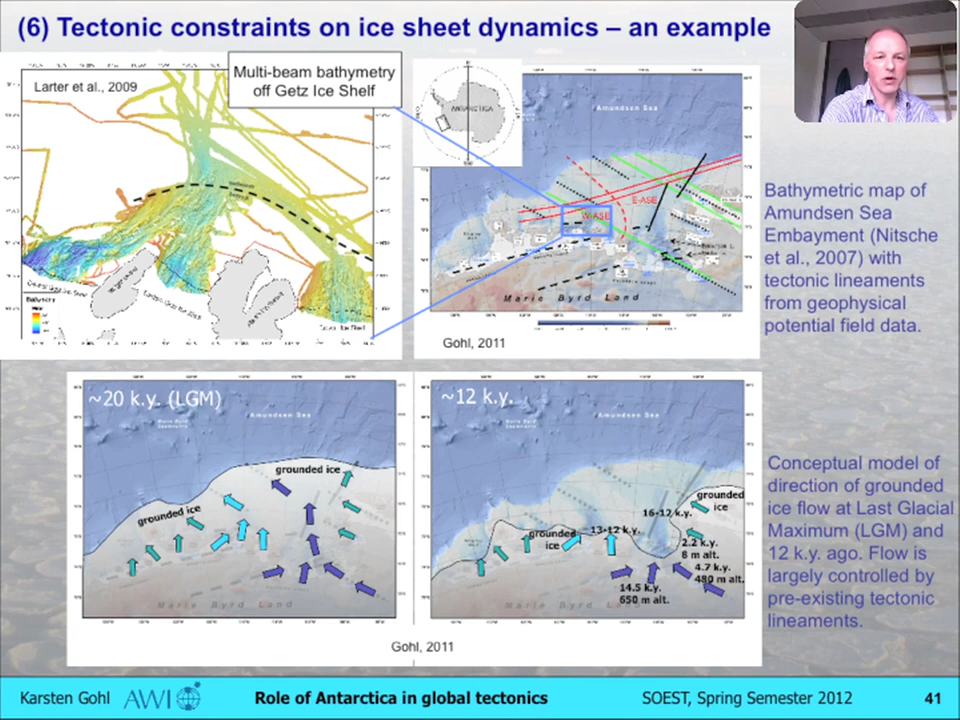 (6) Tectonic constraints on ice sheet dynamics – an example
Larter et al., 2009
Multi-beam bathymetry
off Getz Ice Shelf
ANTARCTICA
Amundsen Sea
E-ASE
W-ASE
Marie Byrd Land
Gohl, 2011
Bathymetric map of
Amundsen Sea
Embayment (Nitsche
et al., 2007) with
tectonic lineaments
from geophysical
potential field data.
~20 k.y. (LGM)
Amundsen Sea
grounded ice
grounded ice
Marie Byrd Land
~12 k.y.
Amundsen Sea
grounded
ice
16-12 k.y.
13-12 k.y.
grounded
ice
2.2 k.y.
8 m alt.
4.7 k.y.
480 m alt.
14.5 k.y.
650 m alt.
Marie Byrd Land
Gohl, 2011
Conceptual model of
direction of grounded
ice flow at Last Glacial
Maximum (LGM) and
12 k.y. ago. Flow is
largely controlled by
pre-existing tectonic
lineaments.
Karsten Gohl
AWI
Role of Antarctica in global tectonics
SOEST, Spring Semester 2012
41